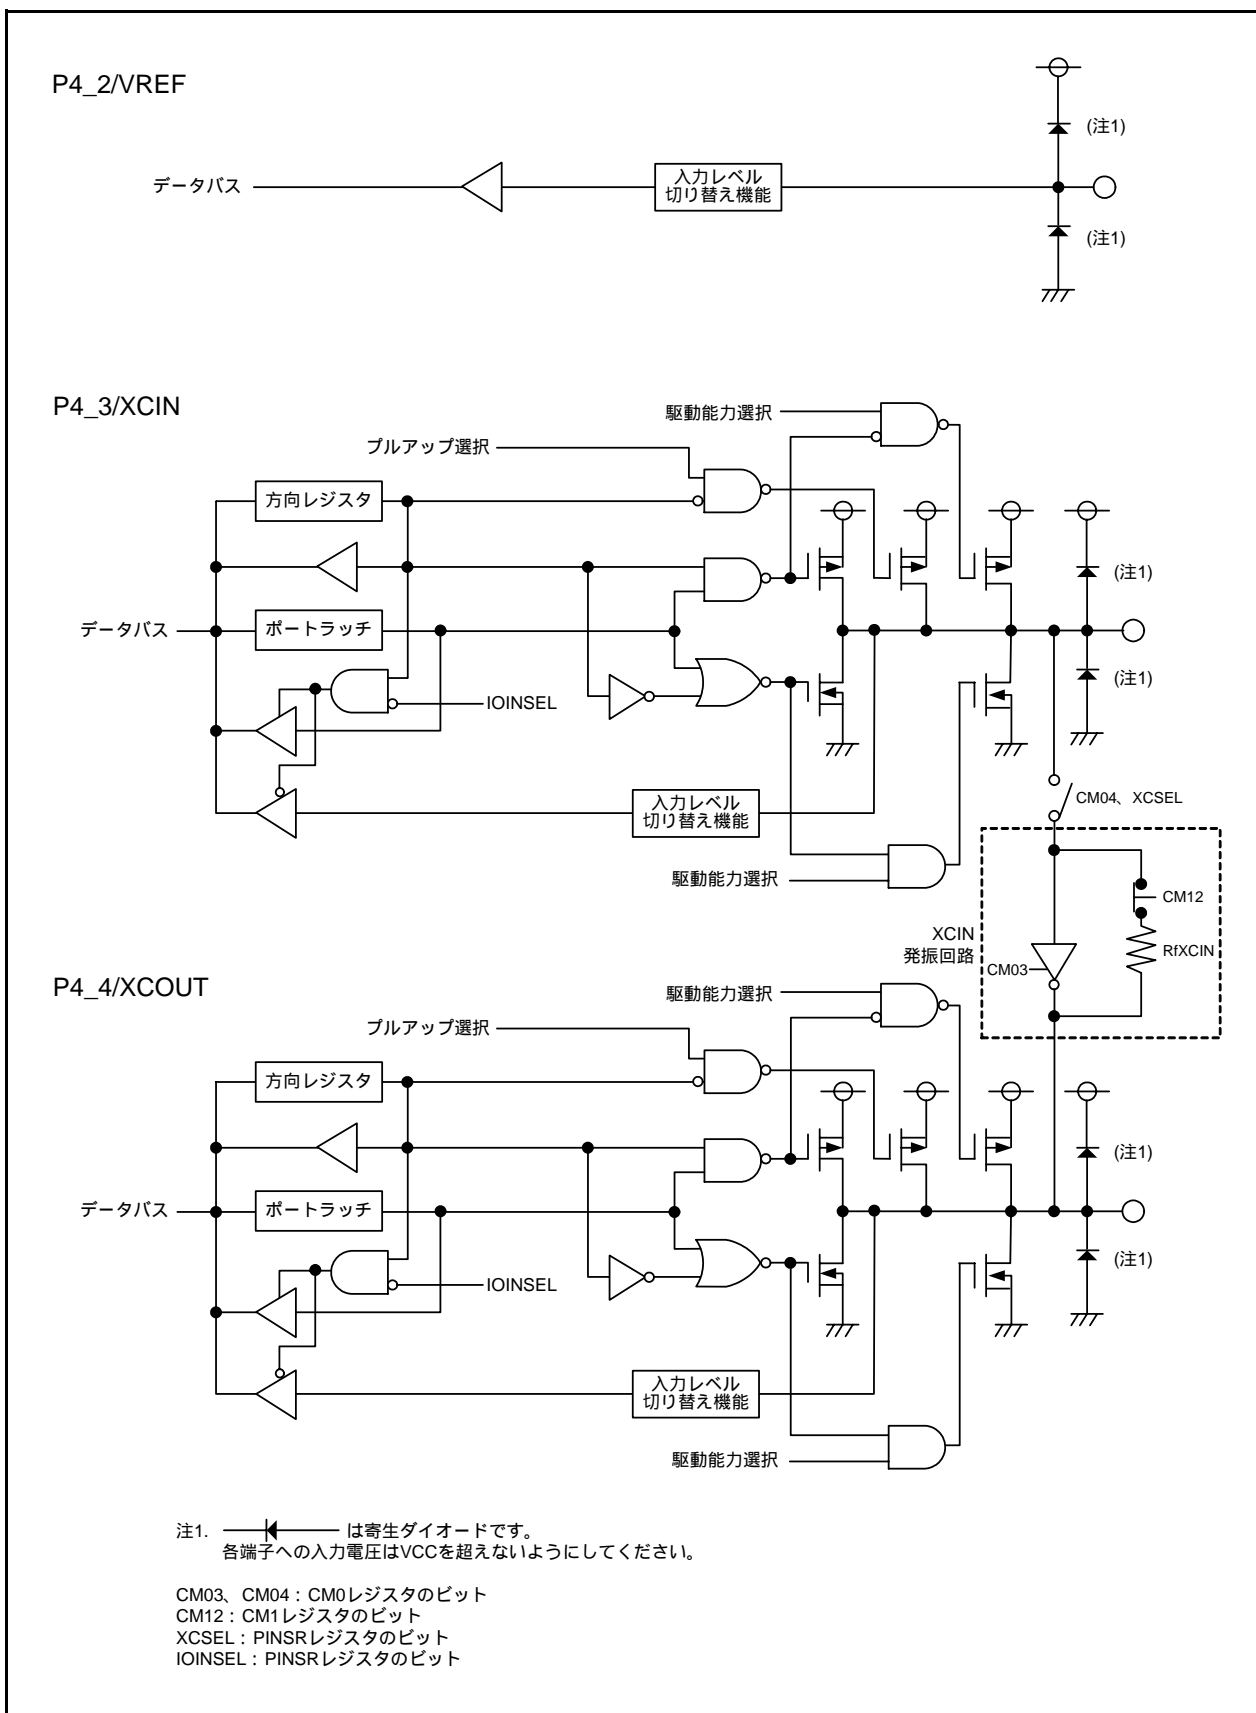 P4_2/VREF
(注1)
データバス
入力レベル
切り替え機能
(注1)
P4_3/XCIN
駆動能力選択
プルアップ選択
方向レジスタ
(注1)
データバス
ポートラッチ
(注1)
IOINSEL
入力レベル
切り替え機能
CM04、XCSEL
駆動能力選択
CM12
XCIN
発振回路
CM03
RfXCIN
P4_4/XCOUT
駆動能力選択
プルアップ選択
方向レジスタ
(注1)
データバス
ポートラッチ
(注1)
IOINSEL
入力レベル
切り替え機能
駆動能力選択
注1. は寄生ダイオードです。
各端子への入力電圧はVCCを超えないようにしてください。
CM03、CM04：CM0レジスタのビット
CM12：CM1レジスタのビット
XCSEL：PINSRレジスタのビット
IOINSEL：PINSRレジスタのビット